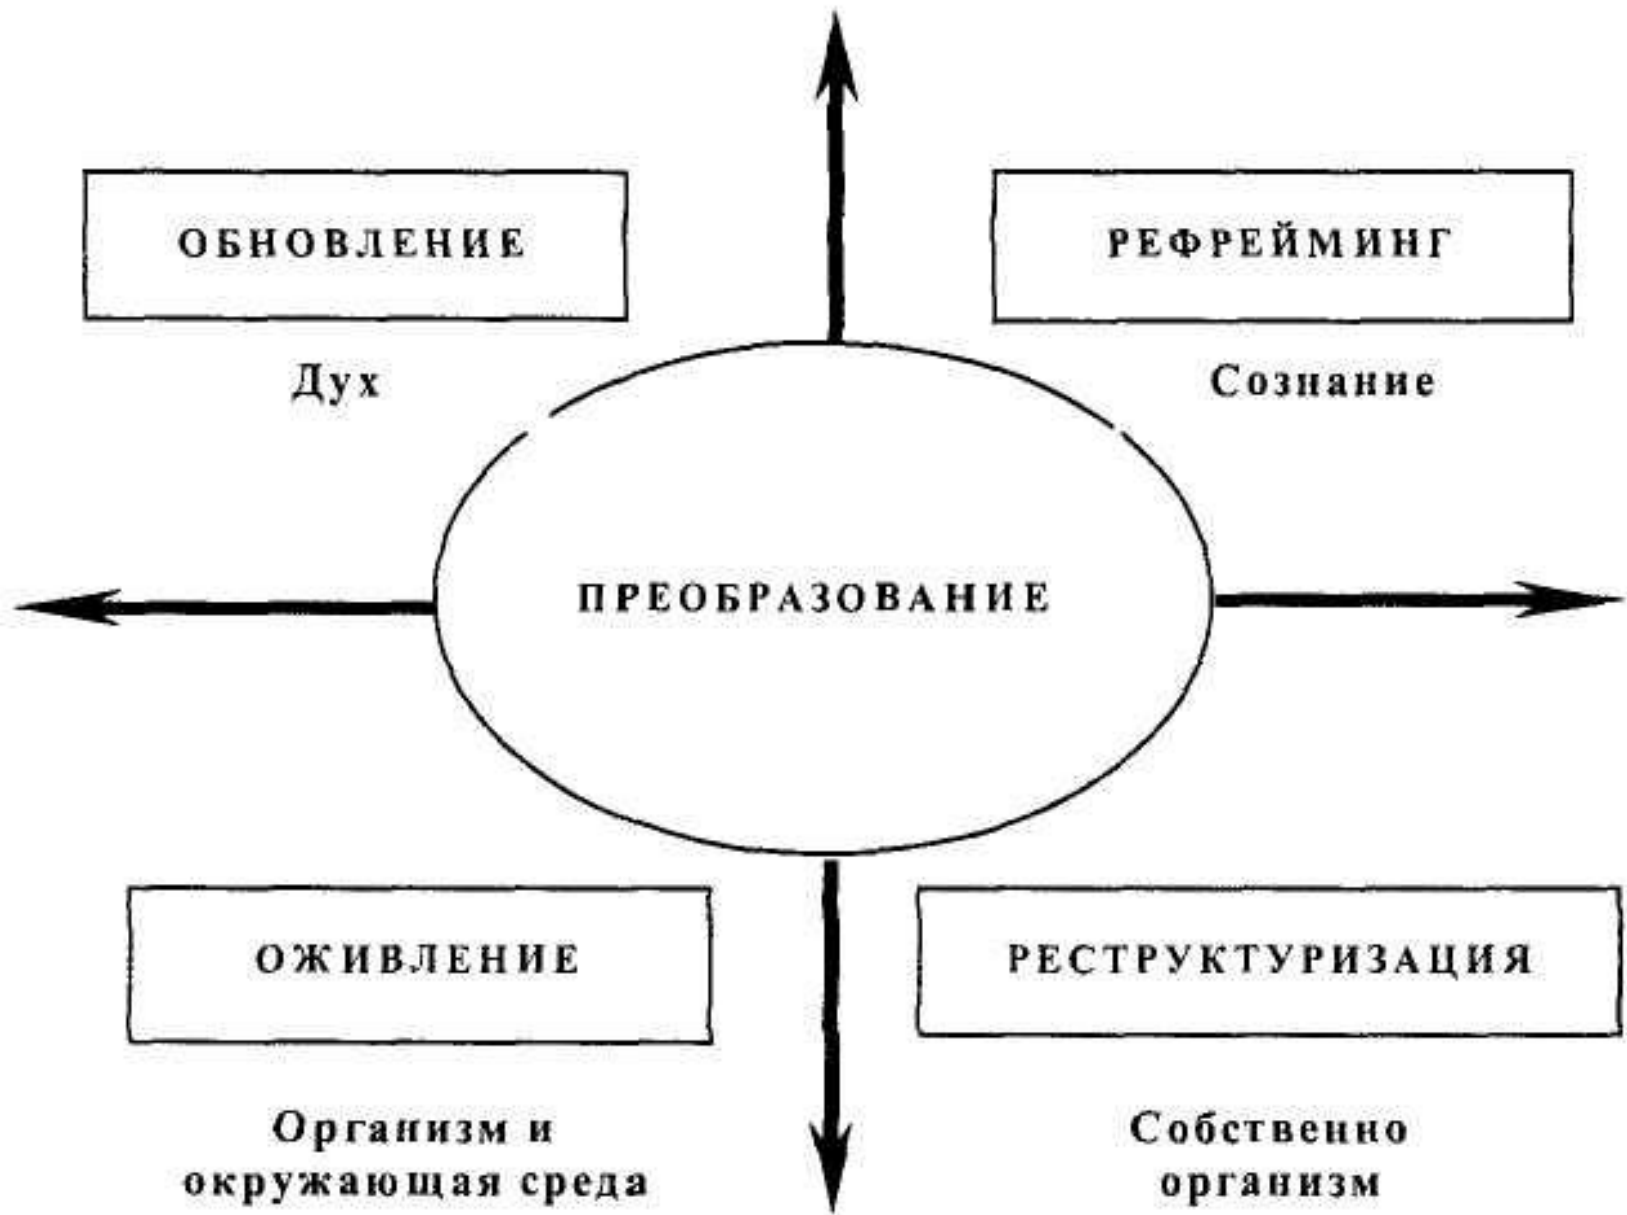 ОБНОВЛЕНИЕ
РЕФРЕЙМИНГ
Дух
Сознание
ПРЕОБРАЗОВАНИЕ
ОЖИВЛЕНИЕ
РЕСТРУКТУРИЗАЦИЯ
Организм и
окружающая среда
Собственно
организм